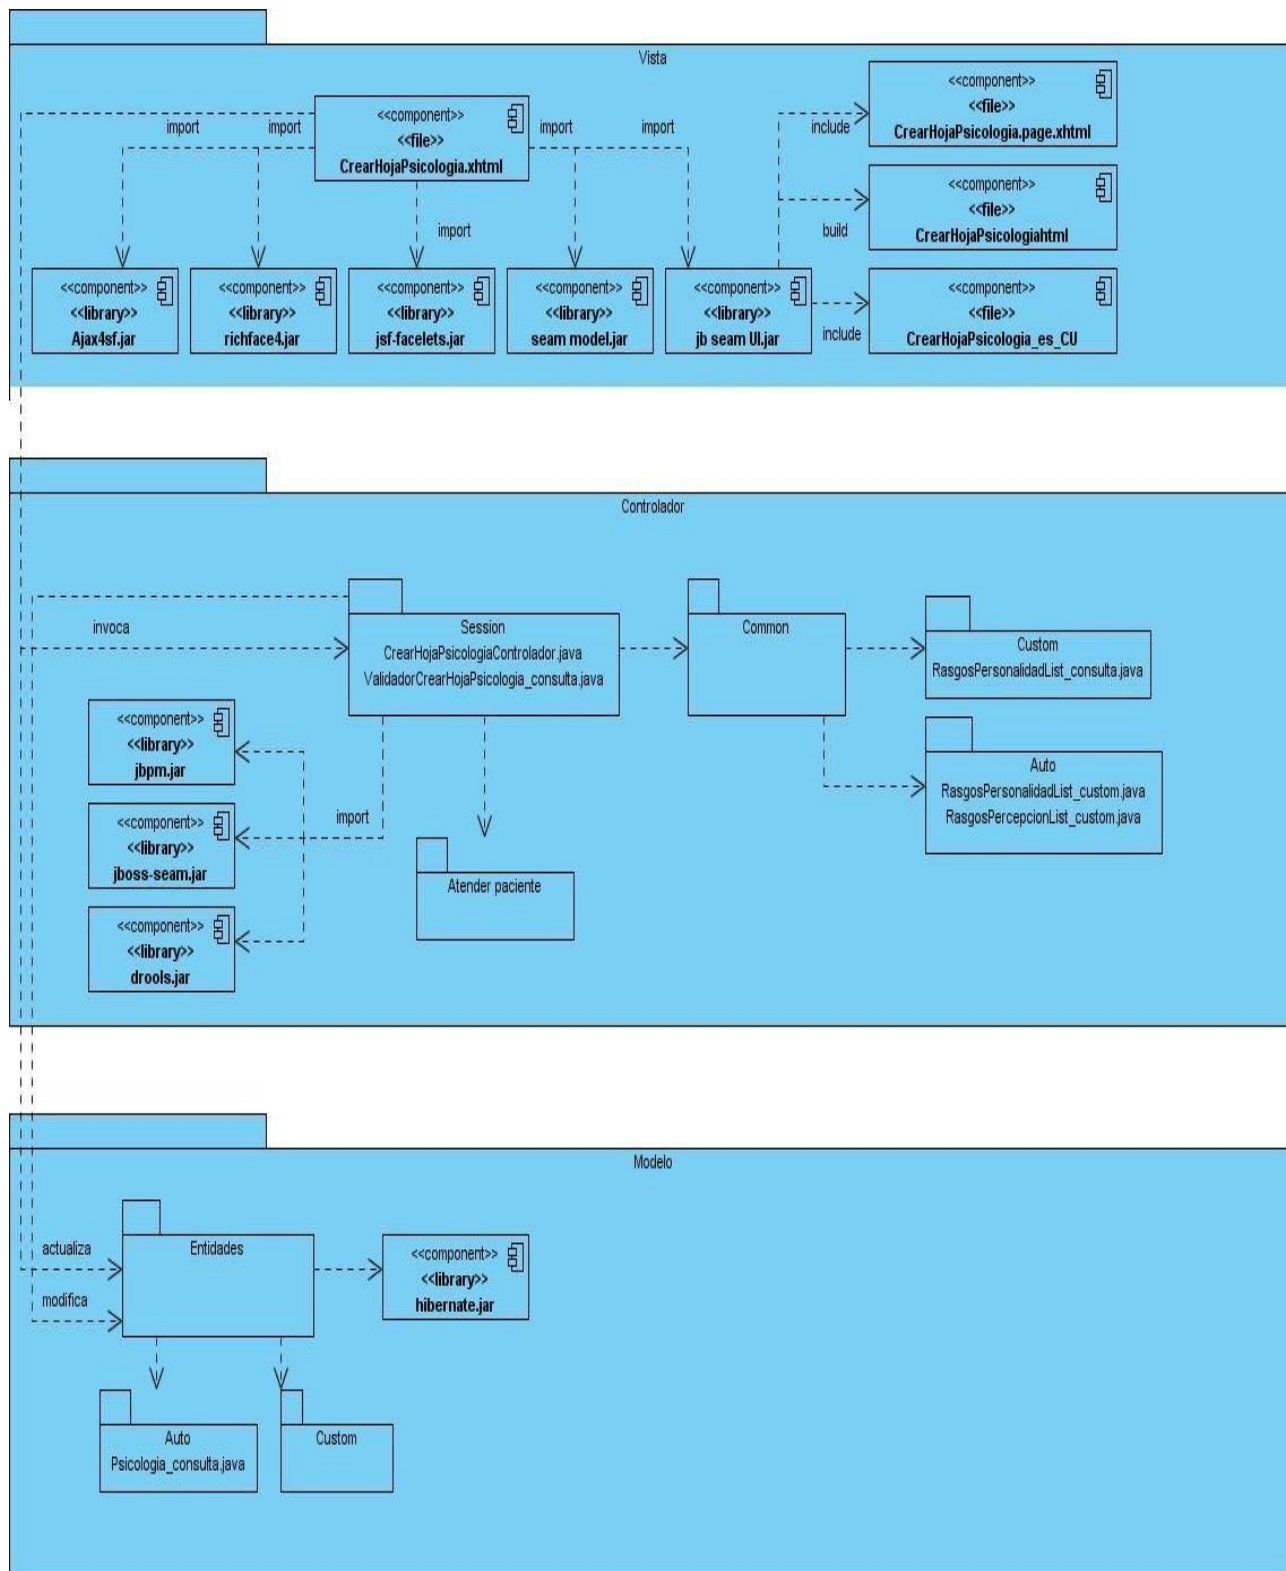 Vista
<<component>>
<<file>>
CrearHojaPsicologia.xhtml
import
import
import
import
import
<<component>>
<<file>>
CrearHojaPsicologia.page.xhtml
include
<<component>>
<<file>>
CrearHojaPsicologiahtml
build
<<component>>
<<library>>
Ajax4sf.jar
<<component>>
<<library>>
richface4.jar
<<component>>
<<library>>
jsf-facelets.jar
<<component>>
<<library>>
seam model.jar
<<component>>
<<library>>
jb seam UI.jar
include
<<component>>
<<file>>
CrearHojaPsicologia_es_CU
Controlador
invoca
Session
CrearHojaPsicologiaControlador.java
ValidadorCrearHojaPsicologia_consulta.java
Common
Custom
RasgosPersonalidadList_consulta.java
Auto
RasgosPersonalidadList_custom.java
RasgosPercepcionList_custom.java
<<component>>
<<library>>
jbpm.jar
import
<<component>>
<<library>>
jboss-seam.jar
<<component>>
<<library>>
drools.jar
Atender paciente
Modelo
actualiza
modifica
Entidades
<<component>>
<<library>>
hibernate.jar
Auto
Psicologia_consulta.java
Custom